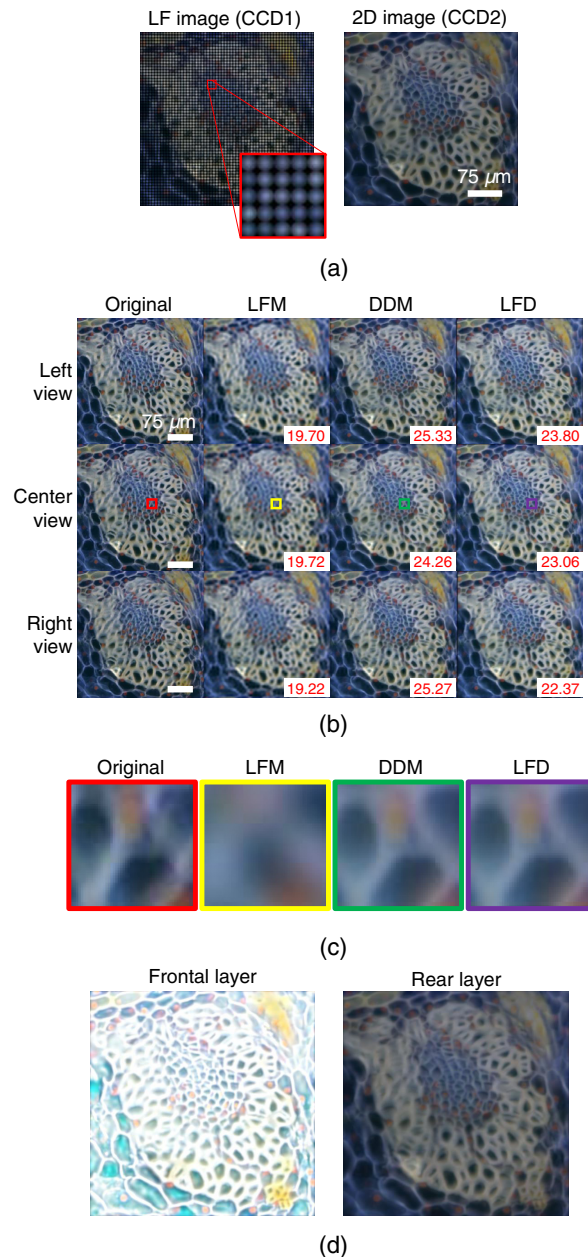 LF image (CCD1) 2D image (CCD2)
75 µm
(a)
Original LFM DDM LFD
Left view
75 µm
19.70 25.33 23.80
Center view
19.72 24.26 23.06
Right view
19.22 25.27 22.37
(b)
Original LFM DDM LFD
(c)
Frontal layer Rear layer
(d)